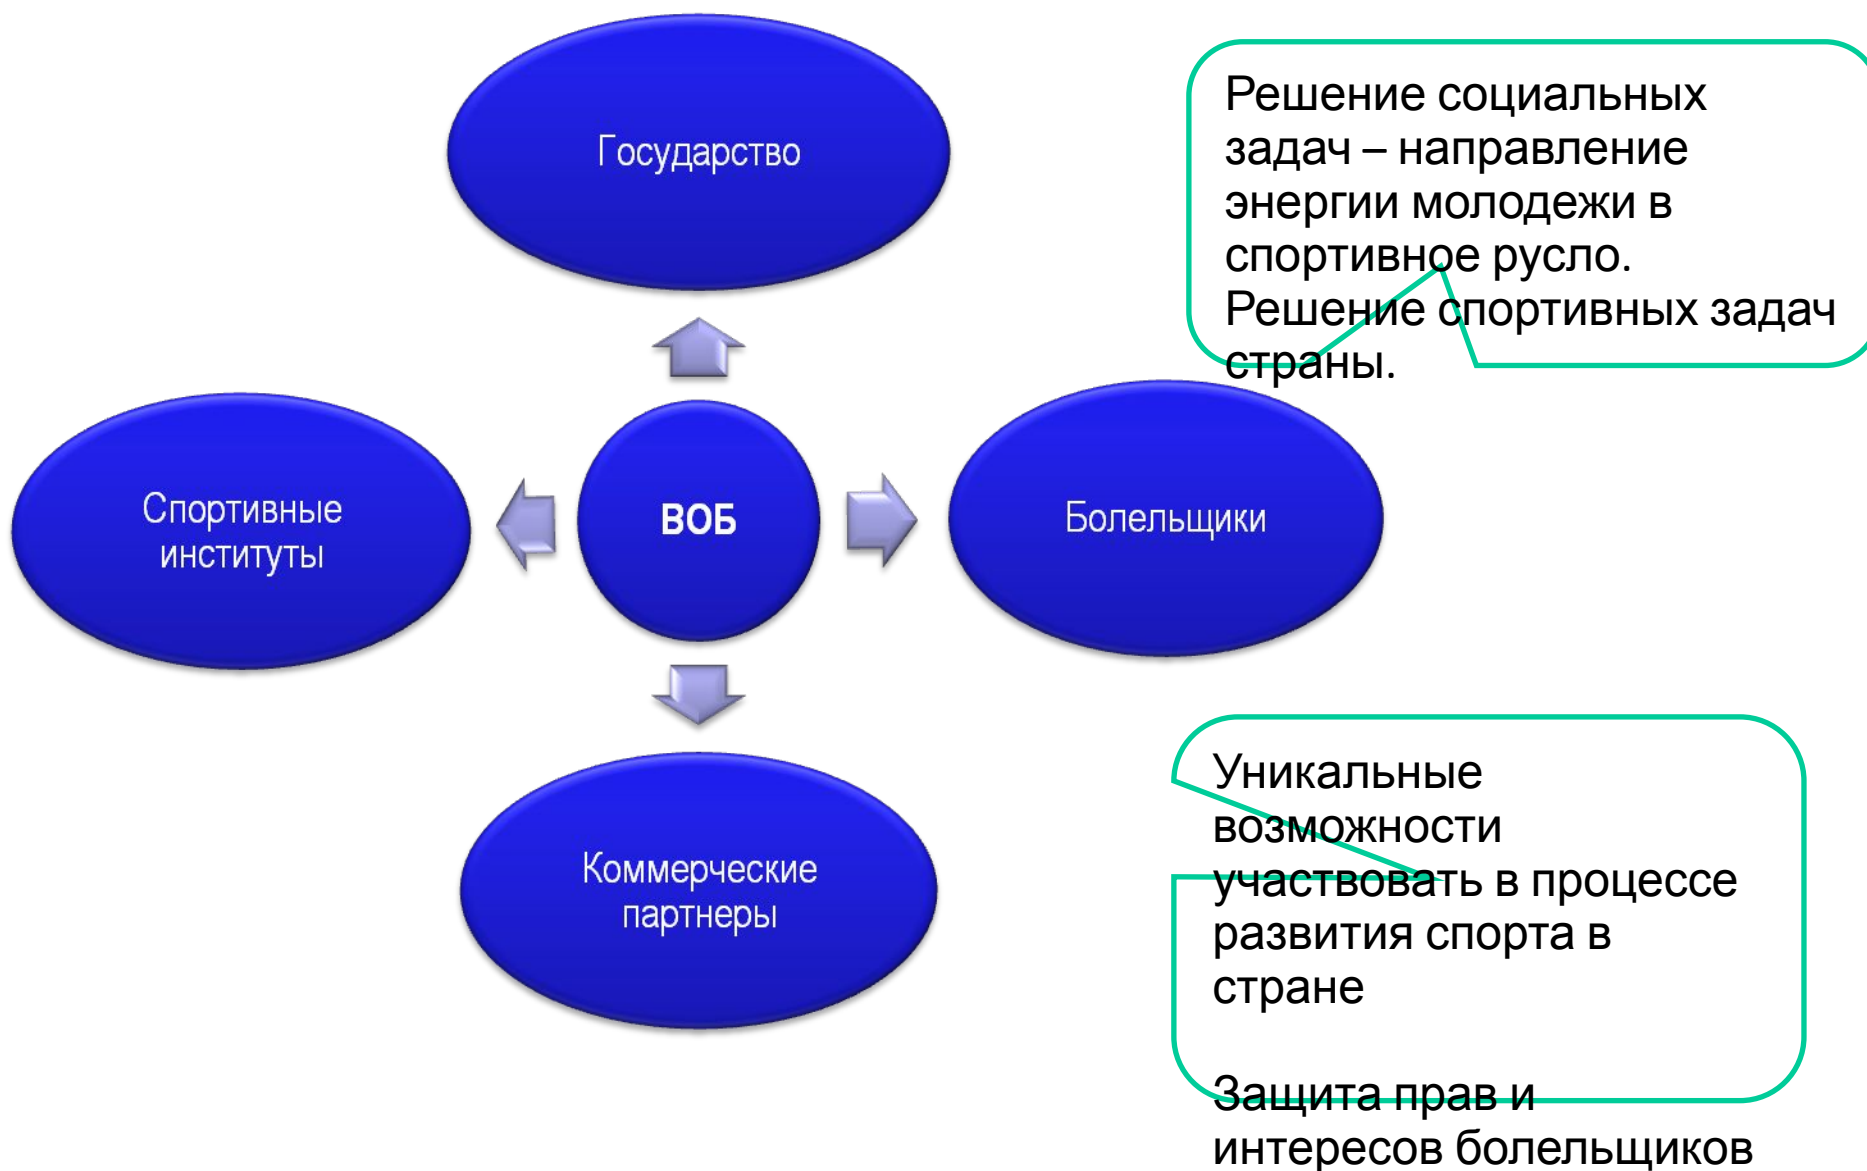 Государство
Решение социальных
задач – направление
энергии молодежи в
спортивное русло.
Решение спортивных задач
страны.
Спортивные
институты
ВОБ
Болельщики
Коммерческие
партнеры
Уникальные
возможности
участвовать в процессе
развития спорта в
стране
Защита прав и
интересов болельщиков